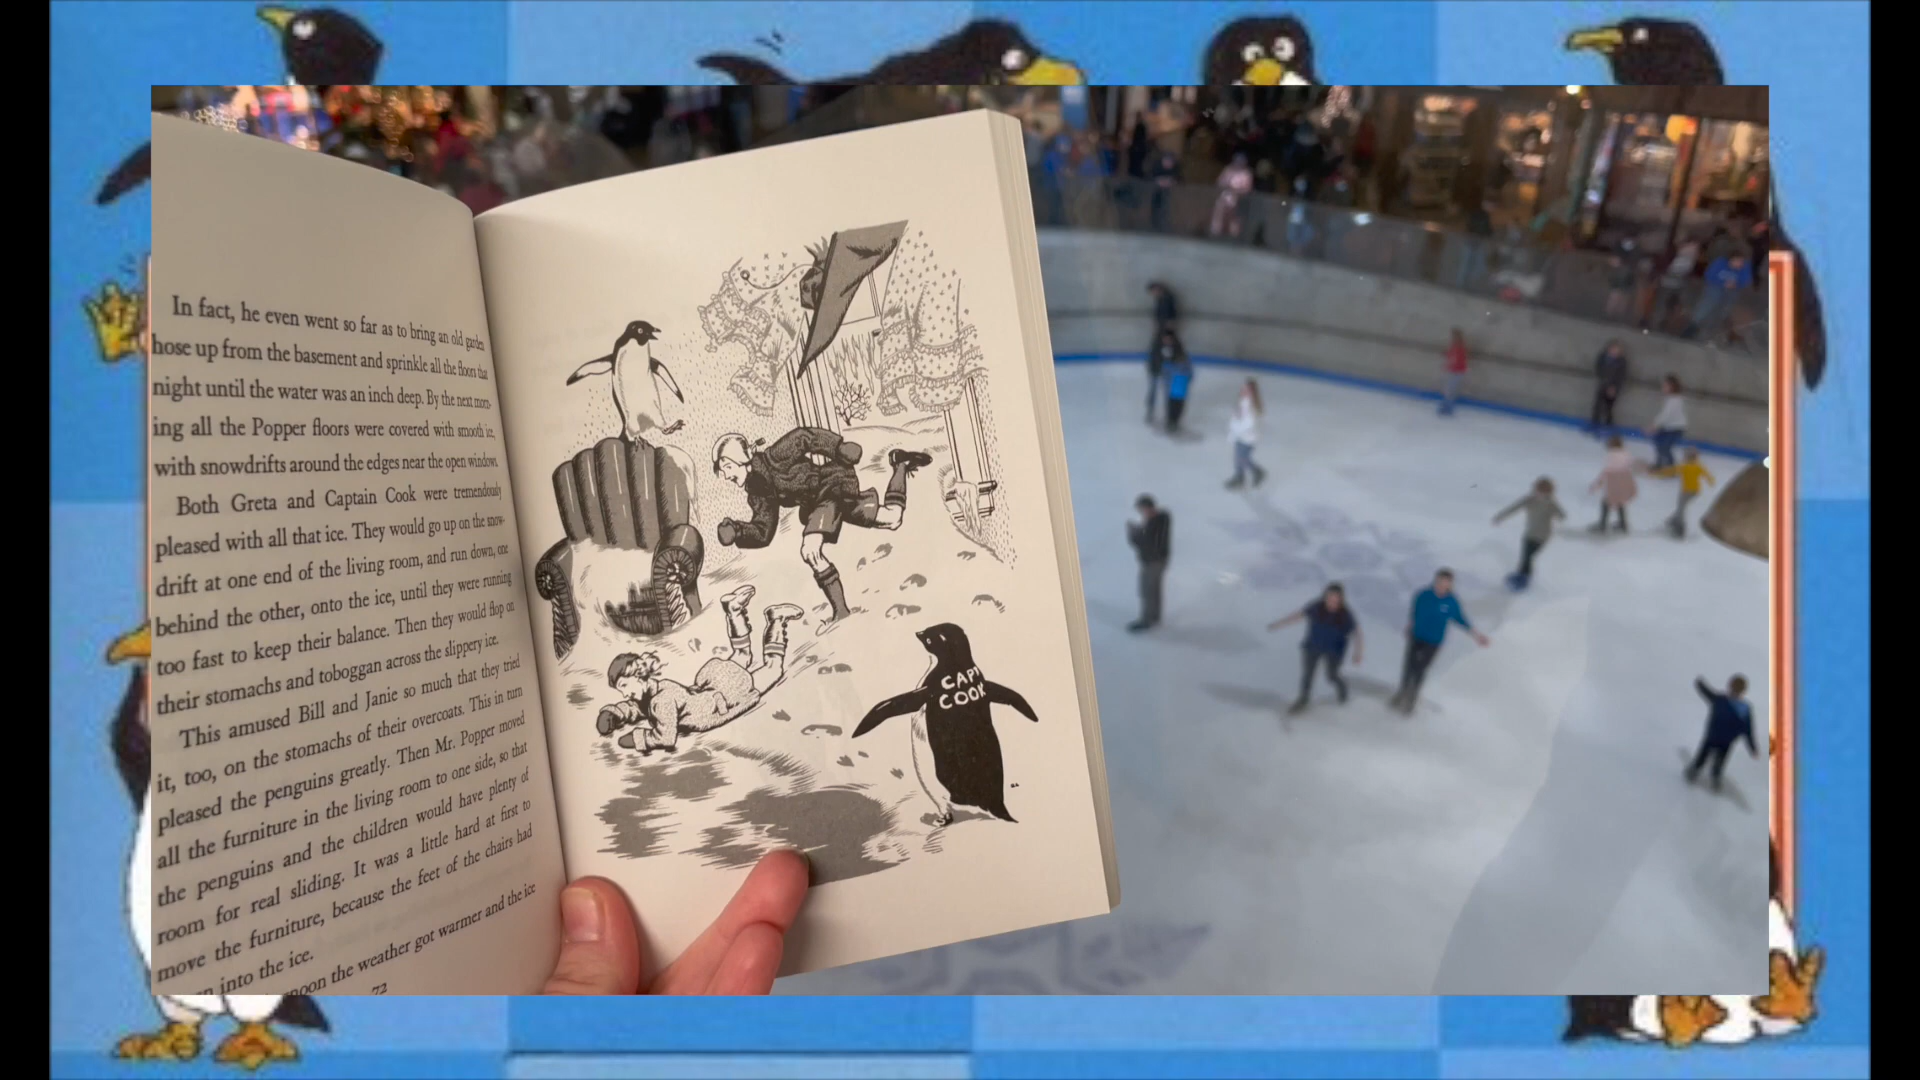 In fact, he even went so far as to bring an old garden
hose up from the basement and sprinkle all the floors that
night until the water was an inch deep. By the next morn-
ing all the Popper floors were covered with smooth ice,
with snowdrifts around the edges near the open windows.
Both Greta and Captain Cook were tremendously
pleased with all that ice. They would go up on the snow-
drift at one end of the living room, and run down, one
behind the other, onto the ice, until they were running
too fast to keep their balance. Then they would flop on
their stomachs and toboggan across the slippery ice.
This amused Bill and Janie so much that they tried
it, too, on the stomachs of their overcoats. This in turn
pleased the penguins greatly. Then Mr. Popper moved
all the furniture in the living room to one side, so that
the penguins and the children would have plenty of
room for real sliding. It was a little hard at first to
move the furniture, because the feet of the chairs had
into the ice.
the weather got warmer and the ice
72
CAPT
COOK